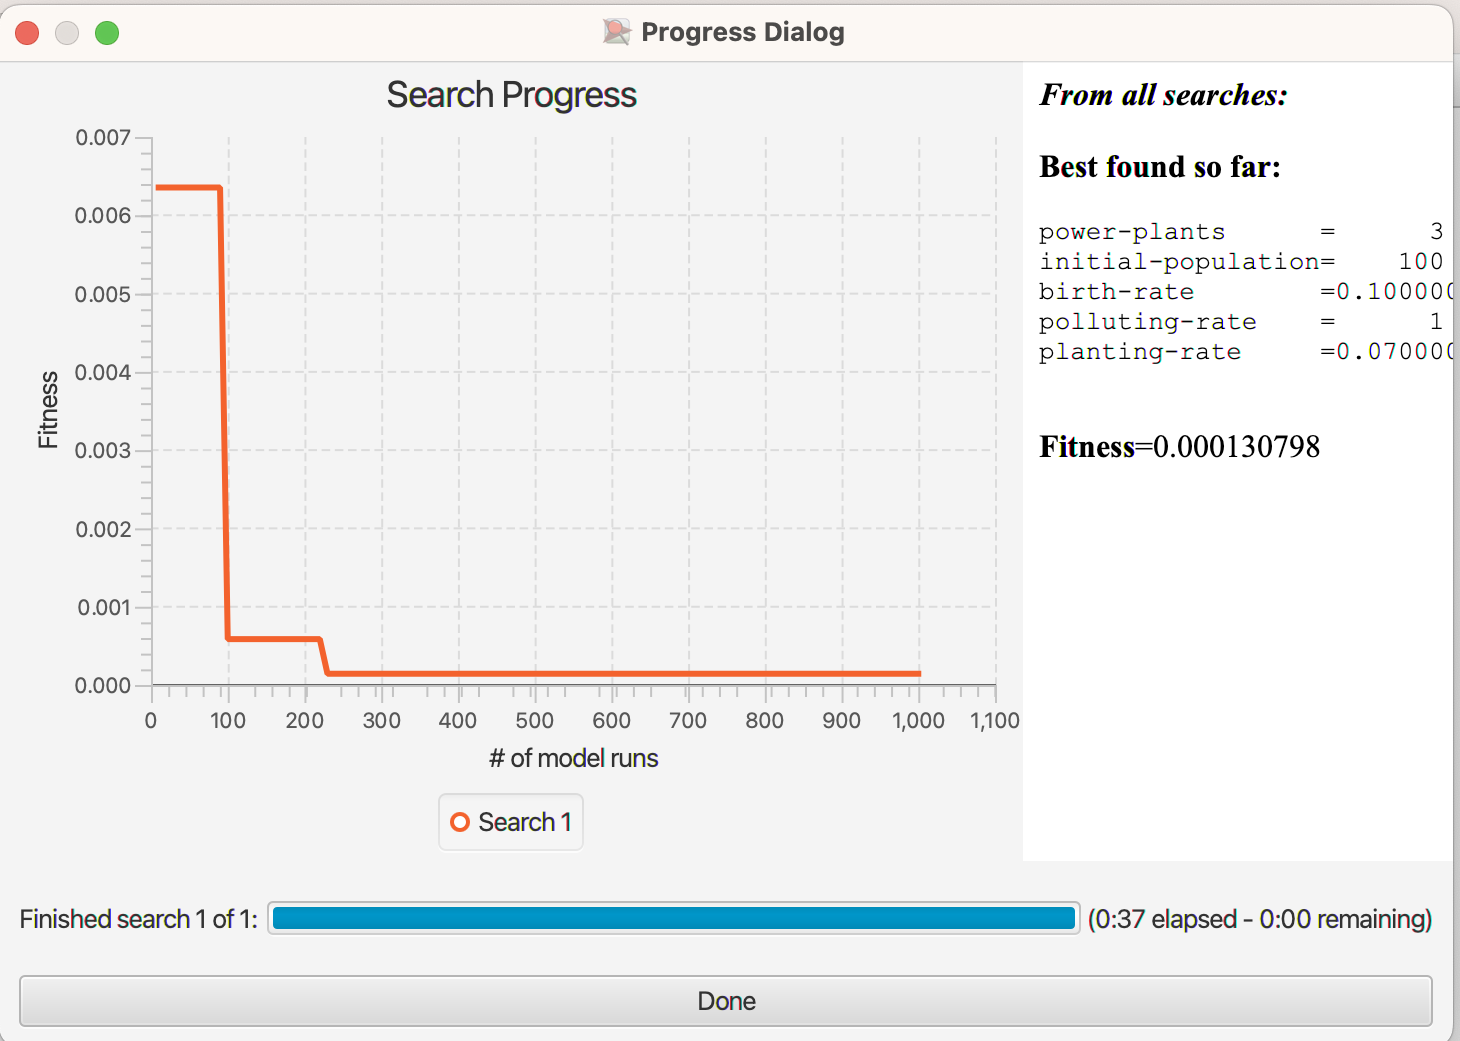 Progress Dialog
Search Progress
0.007
0.006
0.005
0.004
0.003
0.002
0.001
0.000
Fitness
0 100 200 300 400 500 600 700 800 900 1,000 1,100
# of model runs
Search 1
From all searches:
Best found so far:
power-plants = 3
initial-population= 100
birth-rate =0.100000
polluting-rate = 1
planting-rate =0.070000
Fitness=0.000130798
Finished search 1 of 1: (0:37 elapsed - 0:00 remaining)
Done